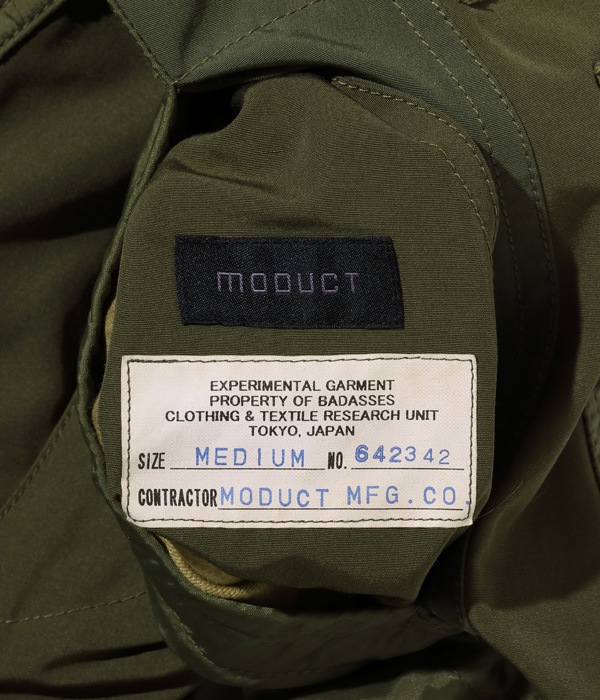 MODUCT
EXPERIMENTAL GARMENT
PROPERTY OF BADASSES
CLOTHING & TEXTILE RESEARCH UNIT
TOKYO, JAPAN
SIZE MEDIUM NO. 642342
CONTRACTOR MODUCT MFG.CO.